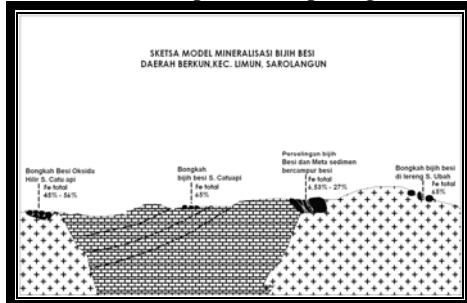 SKETSA MODEL MINERALISASI BIJIH BESI
DAERAH BERKUN,KEC. LIMUN, SAROLANGUN
Bongkah Besi Oksida
Hilir S. Catu api
Fe total
45% - 56%
Bongkah
bijih besi S. Catuapi
Fe total
65%
Perselingan bijih
Besi dan Meta sedimen
bercampur besi
Fe total
6.53% - 27%
Bongkah bijih besi
di lereng S. Ubah
Fe total
65%